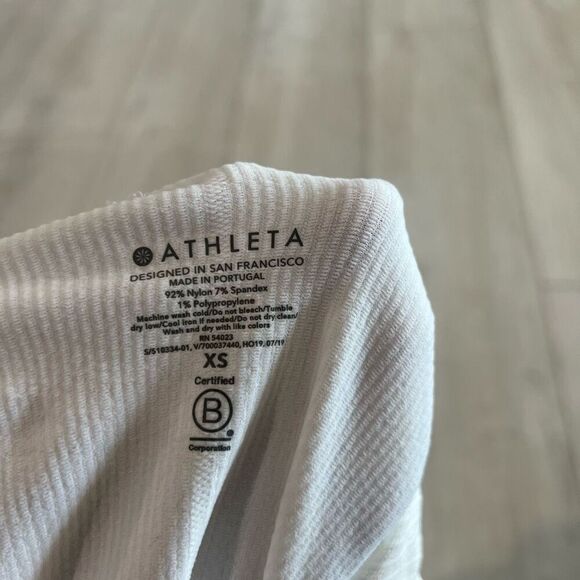 ATHLETA
DESIGNED IN SAN FRANCISCO
MADE IN PORTUGAL
92% Nylon 7% Spandex
1% Polypropylene
Machine wash cold/Do not bleach/Tumble
dry low/Cool iron if needed/Do not dry clean/
Wash and dry with like colors
RN 54023
S/510334-01, V/700037440, HO19, 07/19
XS
Certified
B
Corporation